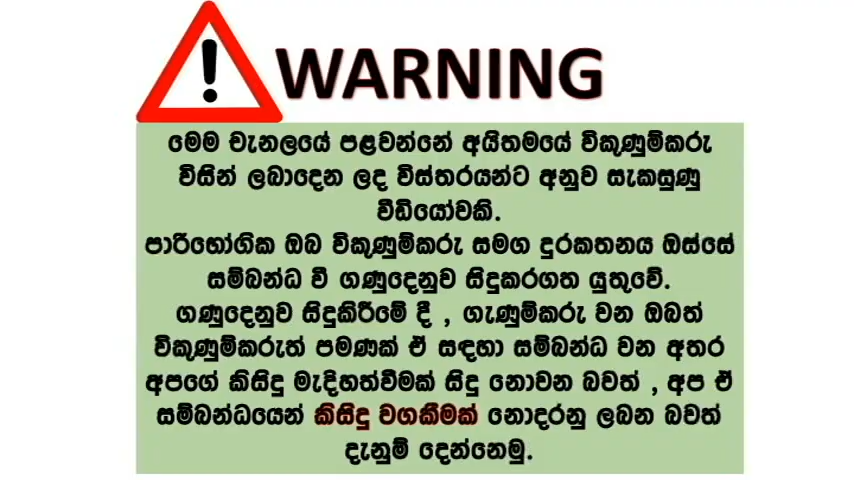 WARNING
මෙම චැනලයේ පළවන්නේ අයිතමයේ විකුණුම්කරු
විසින් ලබාදෙන ලද විස්තරයන්ට අනුව සැකසුණු
වීඩියෝවකි.
පාරිභෝගික ඔබ විකුණුම්කරු සමග දුරකතනය ඔස්සේ
සම්බන්ධ වී ගණුදෙනුව සිදුකරගත යුතුවේ.
ගණුදෙනුව සිදුකිරීමේ දී , ගැණුම්කරු වන ඔබත්
විකුණුම්කරුත් පමණක් ඒ සඳහා සම්බන්ධ වන අතර
අපගේ කිසිදු මැදිහත්වීමක් සිදු නොවන බවත් , අප ඒ
සම්බන්ධයෙන් කිසිදු වගකීමක් නොදරනු ලබන බවත්
දැනුම් දෙන්නෙමු.